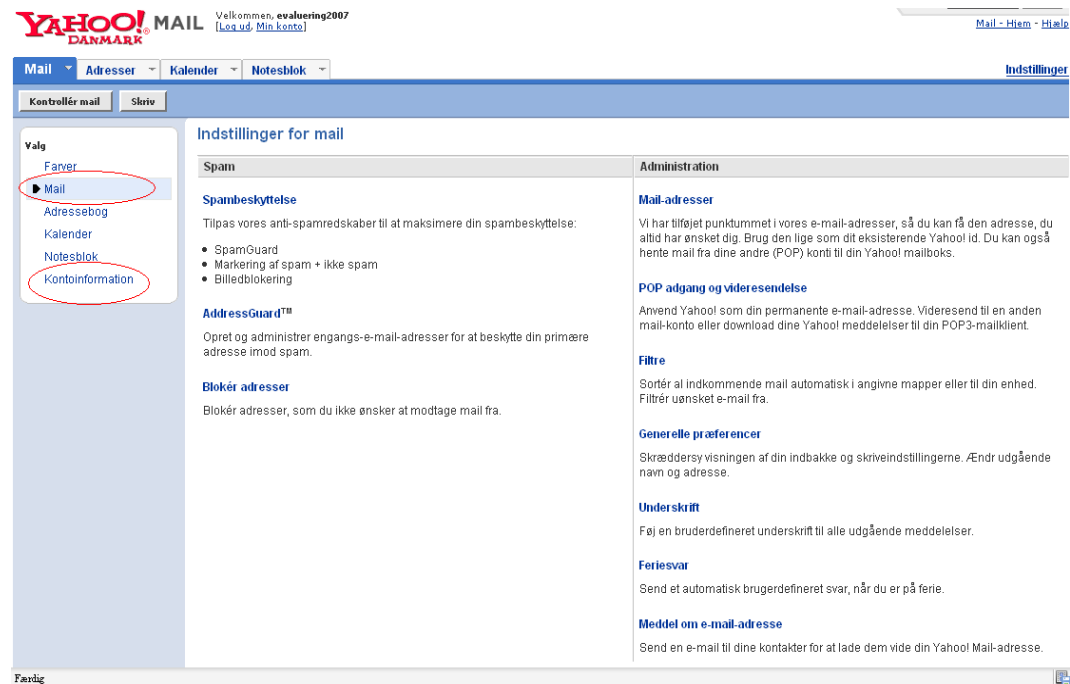 YAHOO! MAIL
DANMARK
Velkommen, evaluering2007
[Log ud, Min konto]
Mail - Hjem - Hjælp
Mail
Adresser
Kalender
Notesblok
Indstillinger
Kontrollér mail
Skriv
Valg
Farver
Mail
Adressebog
Kalender
Notesblok
Kontoinformation
Indstillinger for mail
Spam
Spambeskyttelse
Tilpas vores anti-spamredskaber til at maksimere din spambeskyttelse:
• SpamGuard
• Markering af spam + ikke spam
• Billedblokering
AddressGuard™
Opret og administrer engangs-e-mail-adresser for at beskytte din primære
adresse imod spam.
Blokér adresser
Blokér adresser, som du ikke ønsker at modtage mail fra.
Administration
Mail-adresser
Vi har tilføjet punktummet i vores e-mail-adresser, så du kan få den adresse, du
altid har ønsket dig. Brug den lige som dit eksisterende Yahoo! id. Du kan også
hente mail fra dine andre (POP) konti til din Yahoo! mailboks.
POP adgang og videresendelse
Anvend Yahoo! som din permanente e-mail-adresse. Videresend til en anden
mail-konto eller download dine Yahoo! meddelelser til din POP3-mailklient.
Filtre
Sortér al indkommende mail automatisk i angivne mapper eller til din enhed.
Filtrér uønsket e-mail fra.
Generelle præferencer
Skræddersy visningen af din indbakke og skriveindstillingerne. Ændr udgående
navn og adresse.
Underskrift
Føj en bruderdefineret underskrift til alle udgående meddelelser.
Feriesvar
Send et automatisk brugerdefineret svar, når du er på ferie.
Meddel om e-mail-adresse
Send en e-mail til dine kontakter for at lade dem vide din Yahoo! Mail-adresse.
Færdig